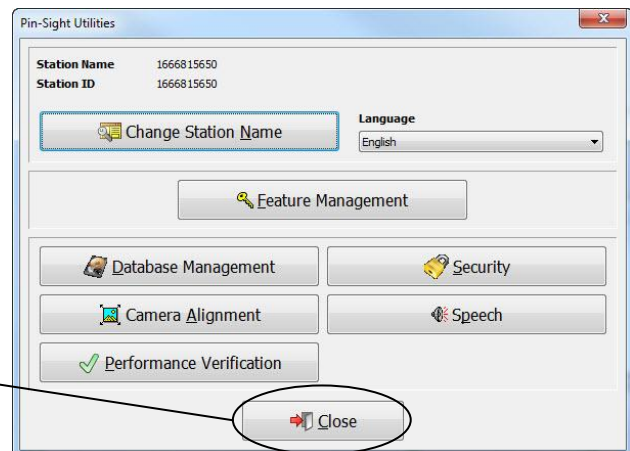 Pin-Sight Utilities
Station Name 1666815650
Station ID 1666815650
Language
Change Station Name
English
Feature Management
Database Management
Security
Camera Alignment
Speech
Performance Verification
Close